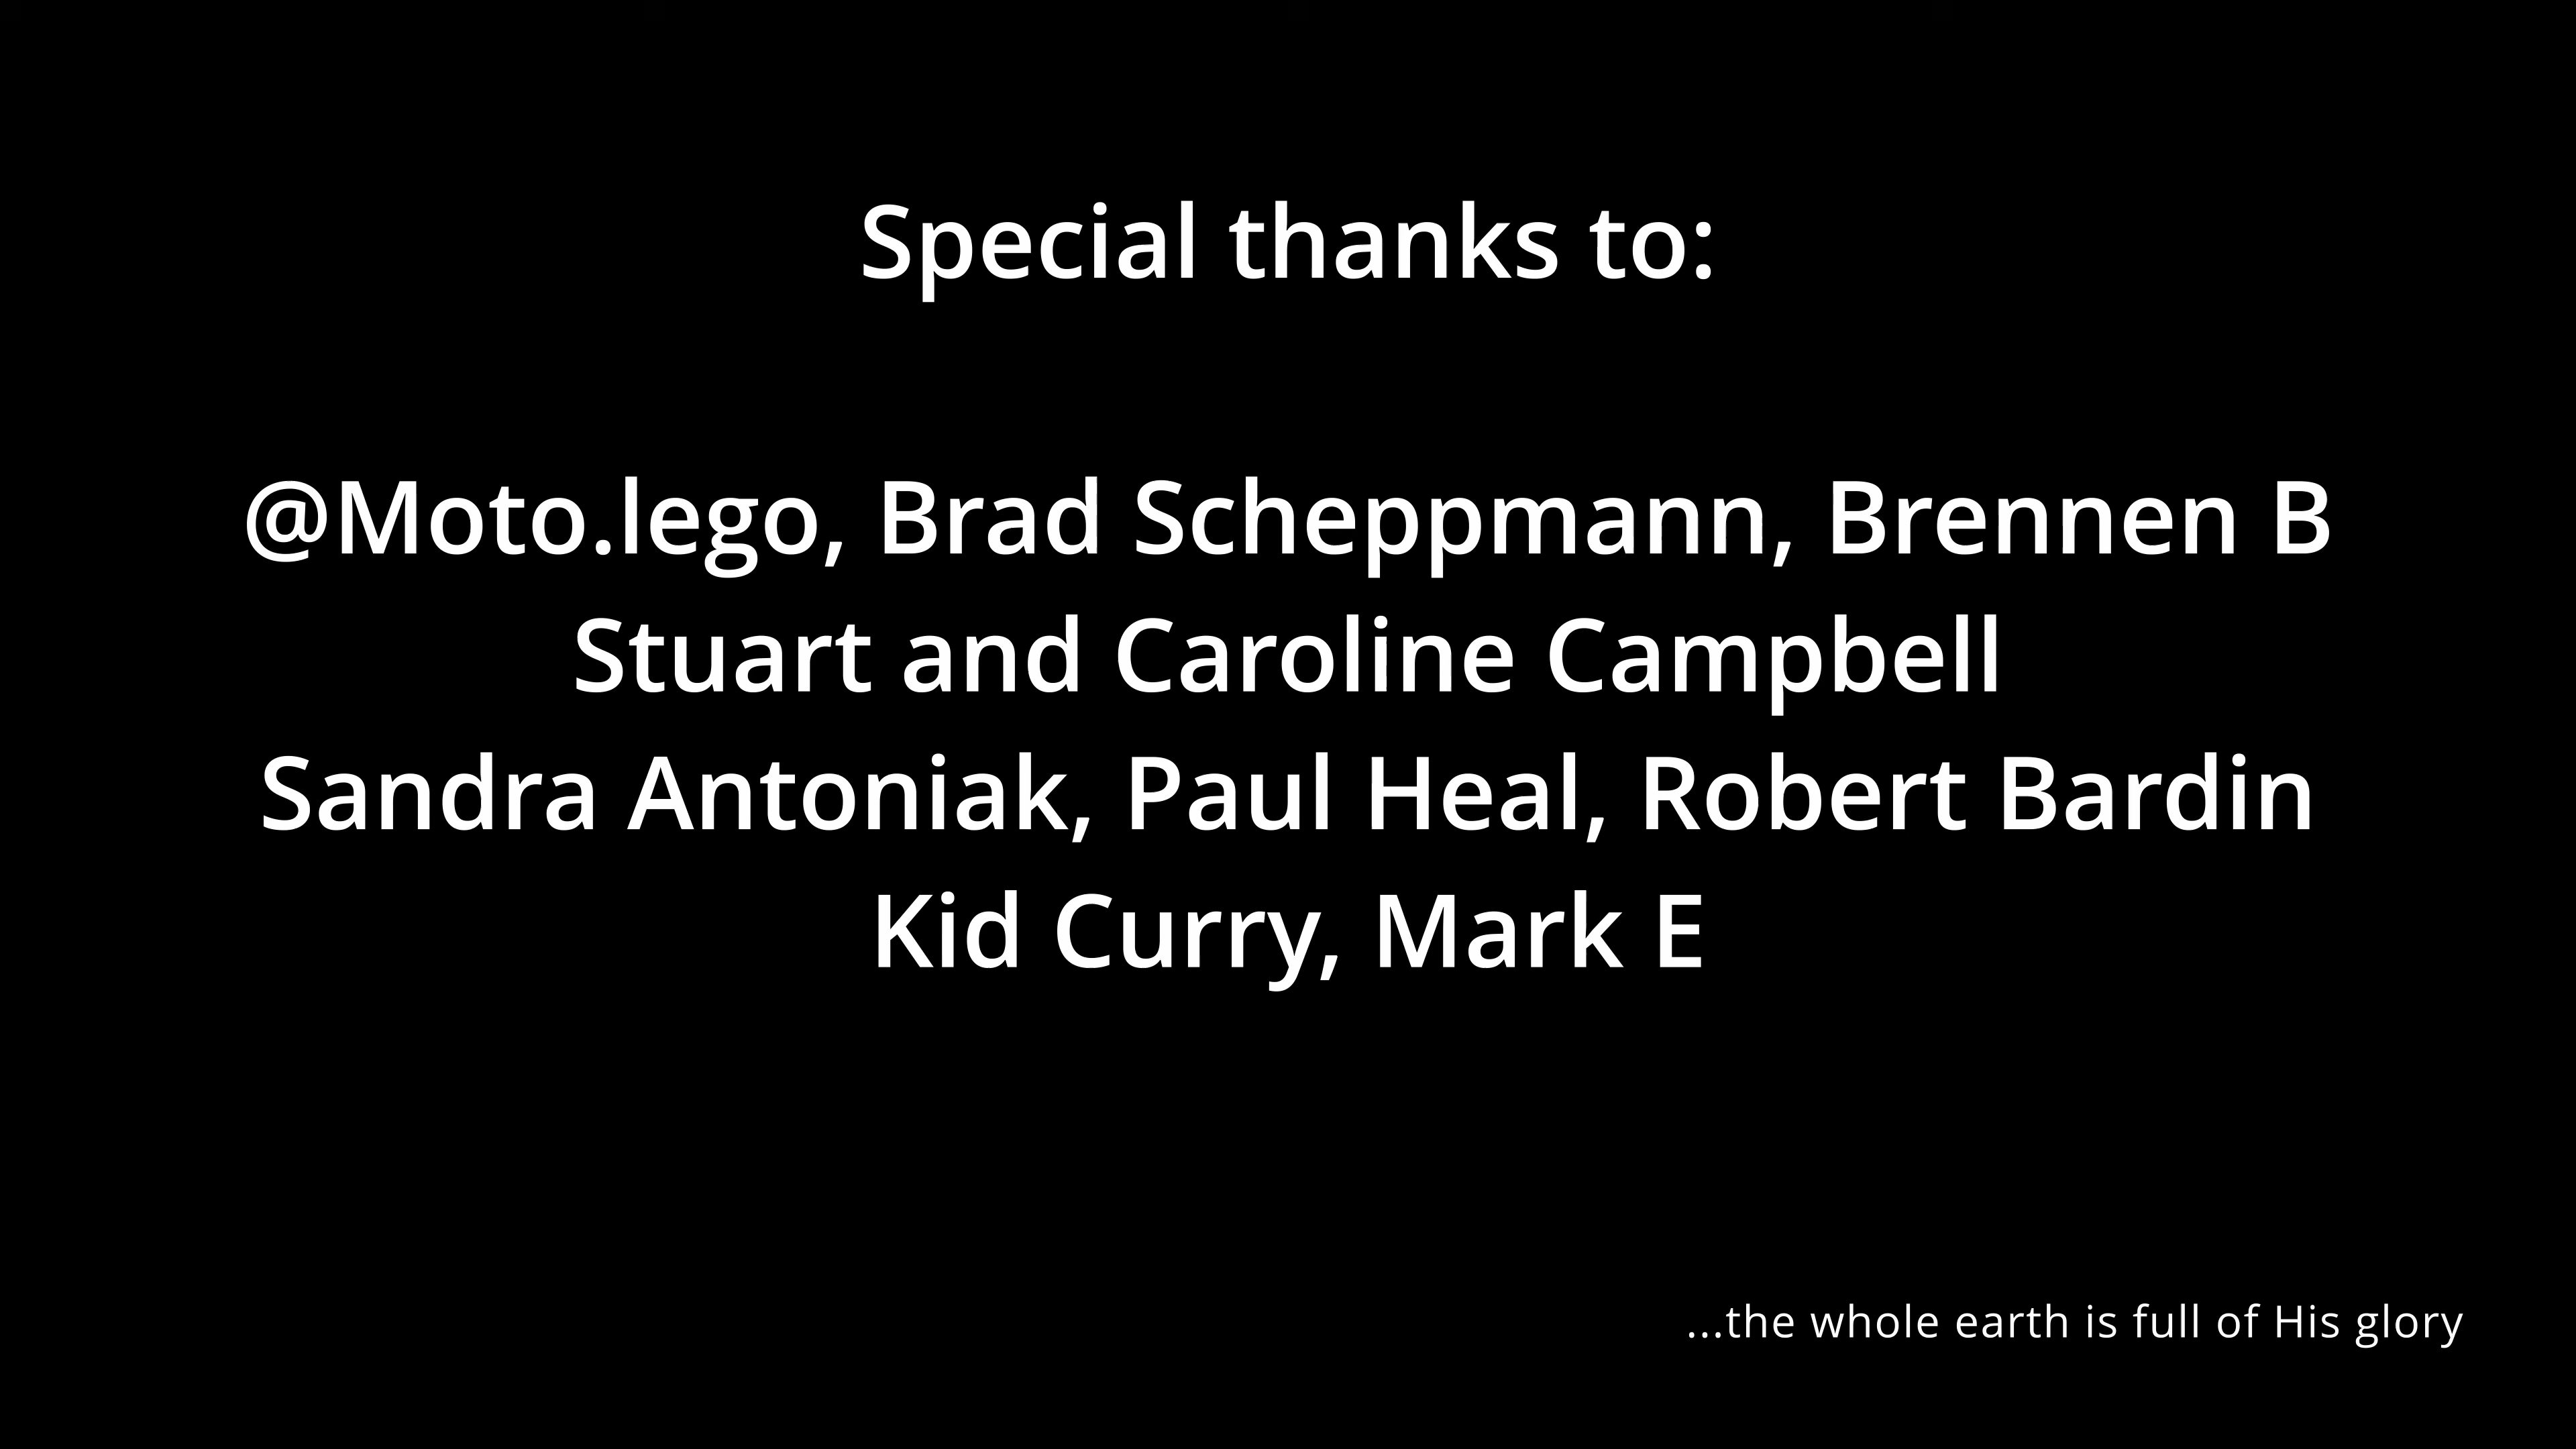 Special thanks to:
@Moto.lego, Brad Scheppmann, Brennen B
Stuart and Caroline Campbell
Sandra Antoniak, Paul Heal, Robert Bardin
Kid Curry, Mark E
...the whole earth is full of His glory